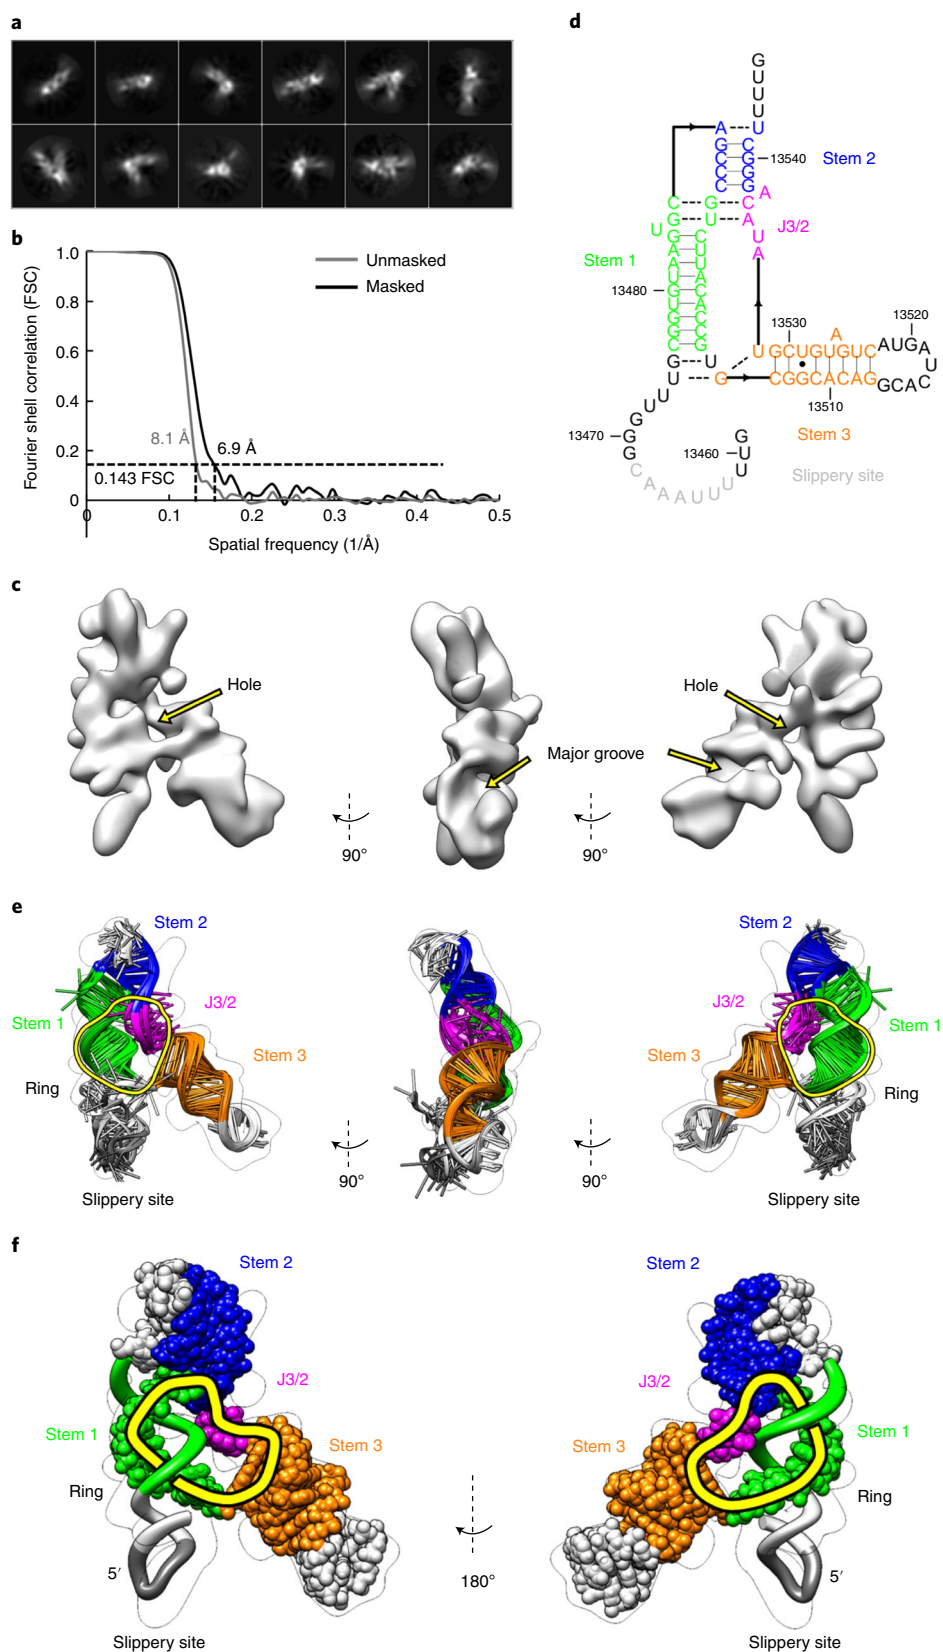 a
b
1.0
0.8
0.6
0.4
0.2
0
Fourier shell correlation (FSC)
Unmasked
Masked
8.1 Å
6.9 Å
0.143 FSC
0
0.1
0.2
0.3
0.4
0.5
Spatial frequency (1/Å)
d
G
U
U
U
A U
G C
C G
C G
C G
13540
Stem 2
A
C G C
G U A
U
J3/2
U
A
Stem 1
13480
13530
A
13520
U G C U G U G U C A U G A
U
G C G G C A C A G G C A C
13510
Stem 3
13470
13460
G
U
U
C A A A U U U
Slippery site
c
Hole
Hole
Major groove
90°
90°
e
Stem 2
Stem 2
J3/2
Stem 1
Stem 1
J3/2
Stem 3
Stem 3
Ring
Ring
90°
90°
Slippery site
Slippery site
f
Stem 2
Stem 2
J3/2
J3/2
Stem 1
Stem 1
Stem 3
Stem 3
Ring
Ring
5′
180°
5′
Slippery site
Slippery site